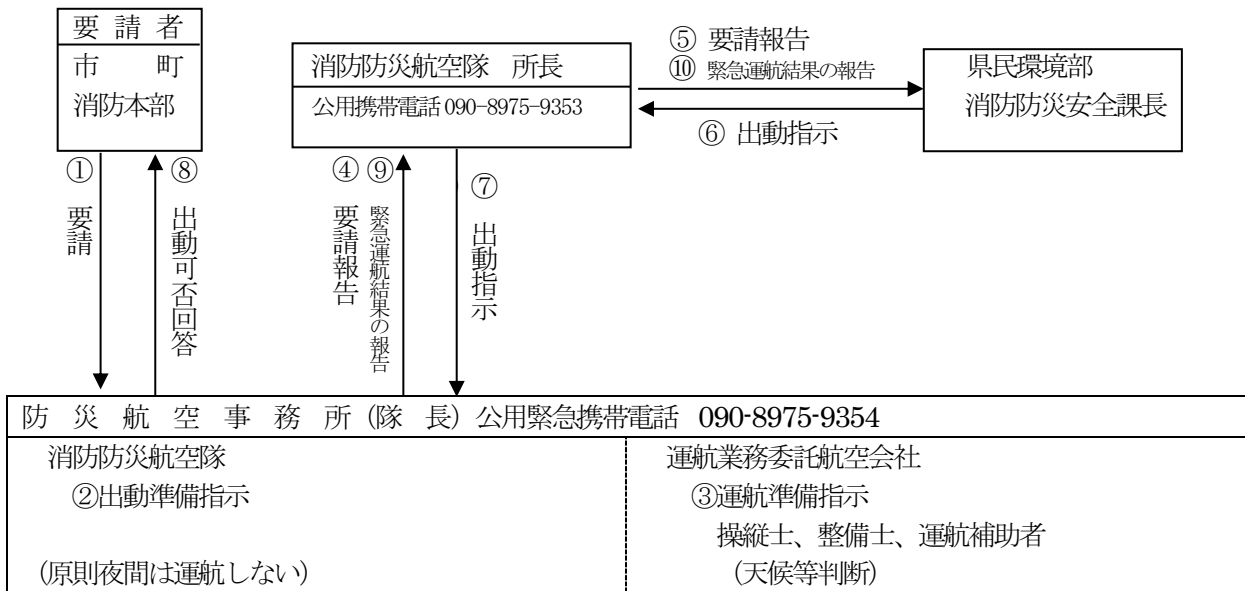 要請者
市町
消防本部
消防防災航空隊　所長
公用携帯電話 090-8975-9353
⑤ 要請報告
⑩ 緊急運航結果の報告
⑥ 出動指示
県民環境部
消防防災安全課長
① 要請
⑧ 出動可否回答
④ 要請報告
⑨ 緊急運航結果の報告
⑦ 出動指示
防災航空事務所(隊長) 公用緊急携帯電話 090-8975-9354
消防防災航空隊
②出動準備指示
(原則夜間は運航しない)
運航業務委託航空会社
③運航準備指示
操縦士、整備士、運航補助者
(天候等判断)